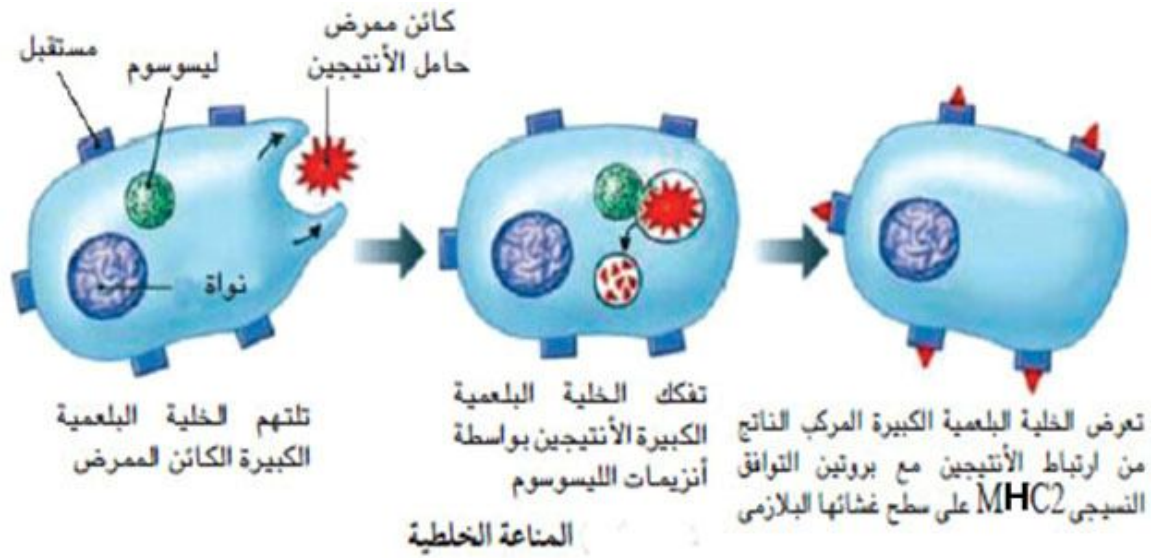 كائن ممرض
حامل الأنتيجين
مستقبل
ليسوسوم
نواة
تلتهم الخلية البلعمية
الكبيرة الكائن الممرض
تفكك الخلية البلعمية
الكبيرة الأنتيجين بواسطة
أنزيمات الليسوسوم
تعرض الخلية البلعمية الكبيرة المركب الناتج
من ارتباط الأنتيجين مع بروتين التوافق
النسيجى MHC2 على سطح غشائها البلازمى
المناعة الخلطية